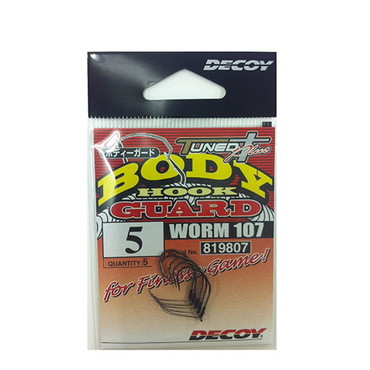 DECOY
TUNED Plus
ボディーガード
BODY
HOOK
GUARD
WORM 107
5
No. 819807
QUANTITY:5
for Finesse Game!
DECOY